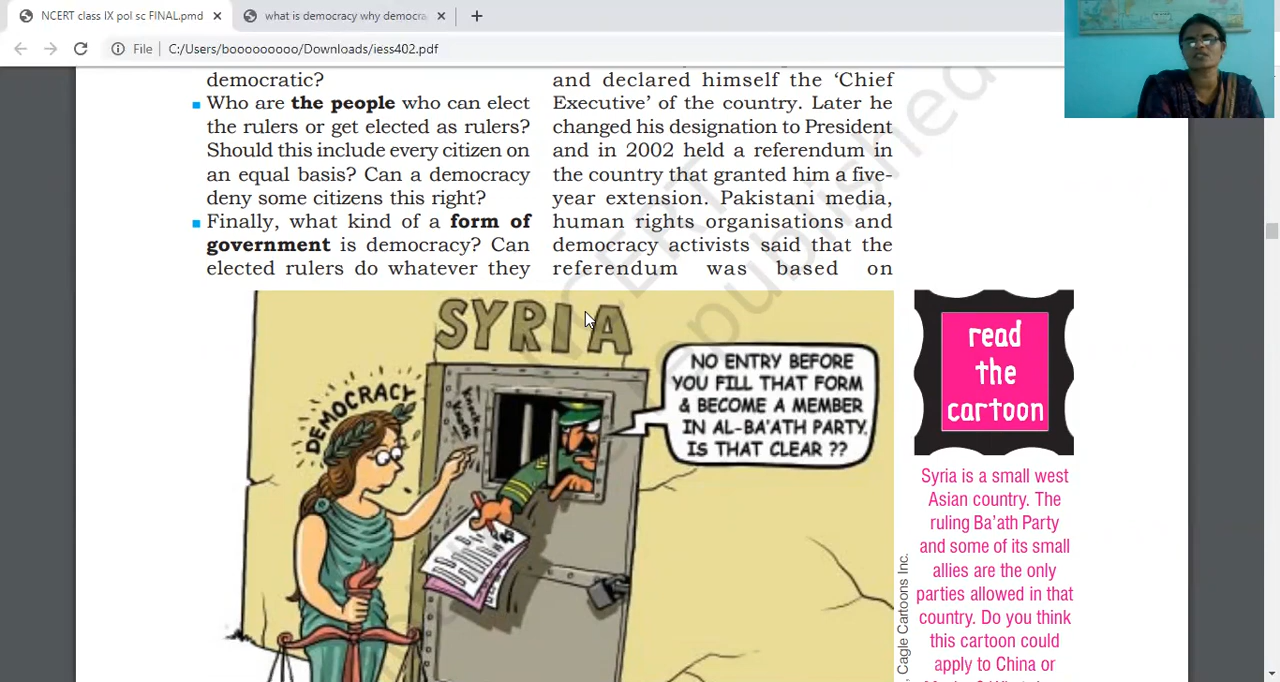 NCERT class IX pol sc FINAL.pmd
what is democracy why democra
File
C:/Users/boooooooooo/Downloads/iess402.pdf
democratic?
Who are the people who can elect
the rulers or get elected as rulers?
Should this include every citizen on
an equal basis? Can a democracy
deny some citizens this right?
Finally, what kind of a form of
government is democracy? Can
elected rulers do whatever they
and declared himself the ‘Chief
Executive’ of the country. Later he
changed his designation to President
and in 2002 held a referendum in
the country that granted him a five-
year extension. Pakistani media,
human rights organisations and
democracy activists said that the
referendum was based on
NCERT
republished
SYRIA
DEMOCRACY
Knock
Knock
NO ENTRY BEFORE
YOU FILL THAT FORM
& BECOME A MEMBER
IN AL-BA'ATH PARTY.
IS THAT CLEAR ??
Cagle Cartoons Inc.
read
the
cartoon
Syria is a small west
Asian country. The
ruling Ba’ath Party
and some of its small
allies are the only
parties allowed in that
country. Do you think
this cartoon could
apply to China or